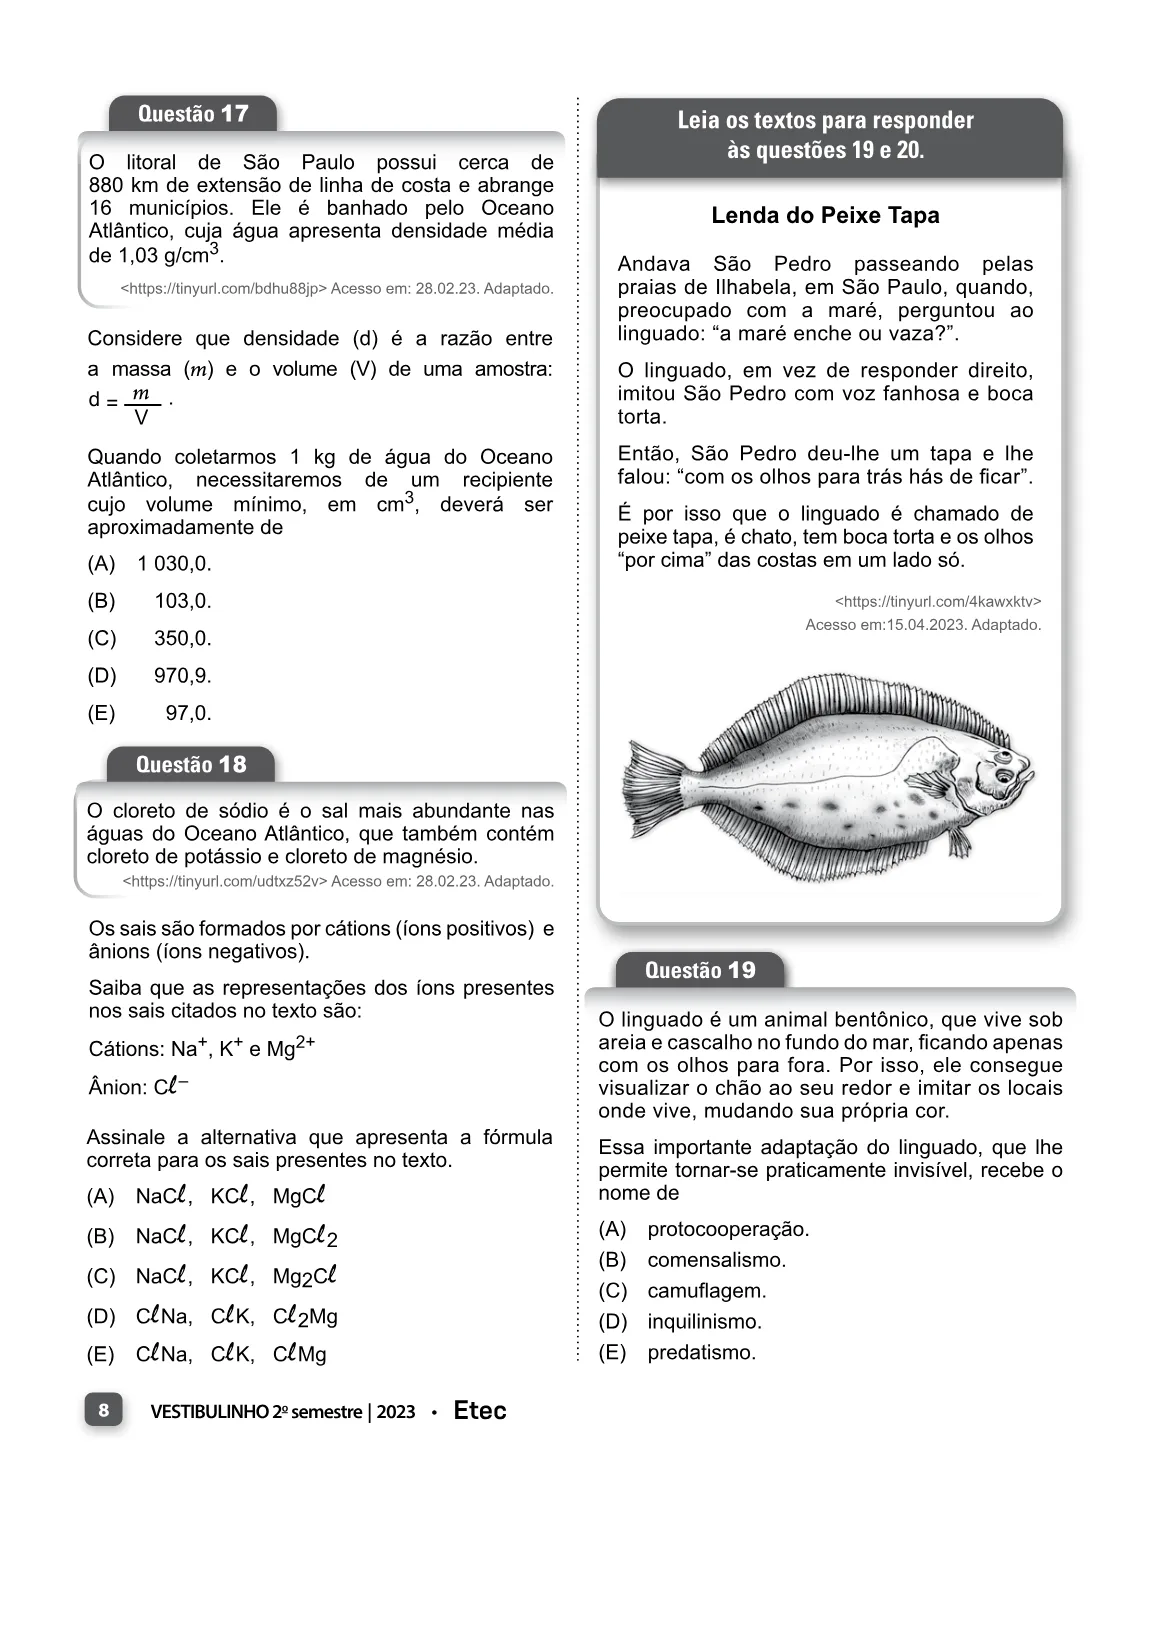 Questão 17
O litoral de São Paulo possui cerca de
880 km de extensão de linha de costa e abrange
16 municípios. Ele é banhado pelo Oceano
Atlântico, cuja água apresenta densidade média
de 1,03 g/cm³.
<https://tinyurl.com/bdhu88jp> Acesso em: 28.02.23. Adaptado.
Considere que densidade (d) é a razão entre
a massa (m) e o volume (V) de uma amostra:
d = m/V .
Quando coletarmos 1 kg de água do Oceano
Atlântico, necessitaremos de um recipiente
cujo volume mínimo, em cm³, deverá ser
aproximadamente de
(A) 1 030,0.
(B) 103,0.
(C) 350,0.
(D) 970,9.
(E) 97,0.
Questão 18
O cloreto de sódio é o sal mais abundante nas
águas do Oceano Atlântico, que também contém
cloreto de potássio e cloreto de magnésio.
<https://tinyurl.com/udtxz52v> Acesso em: 28.02.23. Adaptado.
Os sais são formados por cátions (íons positivos) e
ânions (íons negativos).
Saiba que as representações dos íons presentes
nos sais citados no texto são:
Cátions: Na⁺, K⁺ e Mg²⁺
Ânion: Cℓ⁻
Assinale a alternativa que apresenta a fórmula
correta para os sais presentes no texto.
(A) NaCℓ, KCℓ, MgCℓ
(B) NaCℓ, KCℓ, MgCℓ₂
(C) NaCℓ, KCℓ, Mg₂Cℓ
(D) CℓNa, CℓK, Cℓ₂Mg
(E) CℓNa, CℓK, CℓMg
Leia os textos para responder
às questões 19 e 20.
Lenda do Peixe Tapa
Andava São Pedro passeando pelas
praias de Ilhabela, em São Paulo, quando,
preocupado com a maré, perguntou ao
linguado: “a maré enche ou vaza?”.
O linguado, em vez de responder direito,
imitou São Pedro com voz fanhosa e boca
torta.
Então, São Pedro deu-lhe um tapa e lhe
falou: “com os olhos para trás hás de ficar”.
É por isso que o linguado é chamado de
peixe tapa, é chato, tem boca torta e os olhos
“por cima” das costas em um lado só.
<https://tinyurl.com/4kawxktv>
Acesso em:15.04.2023. Adaptado.
Questão 19
O linguado é um animal bentônico, que vive sob
areia e cascalho no fundo do mar, ficando apenas
com os olhos para fora. Por isso, ele consegue
visualizar o chão ao seu redor e imitar os locais
onde vive, mudando sua própria cor.
Essa importante adaptação do linguado, que lhe
permite tornar-se praticamente invisível, recebe o
nome de
(A) protocooperação.
(B) comensalismo.
(C) camuflagem.
(D) inquilinismo.
(E) predatismo.
8 VESTIBULINHO 2º semestre | 2023 • Etec